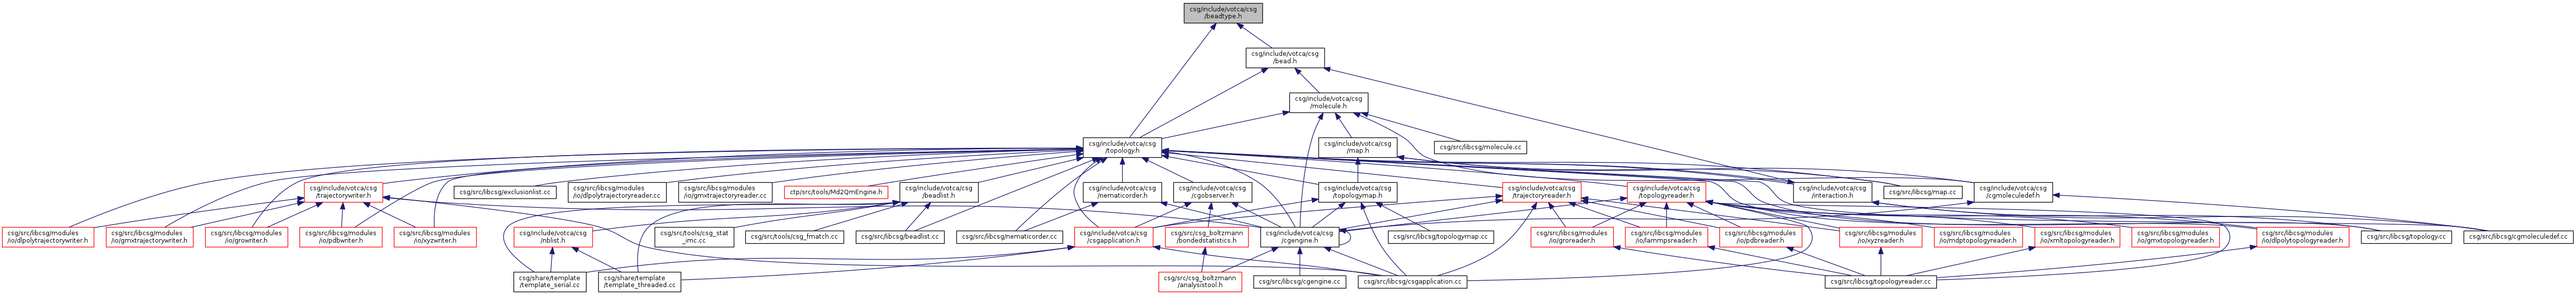 csg/include/votca/csg
/beadtype.h
csg/include/votca/csg
/bead.h
csg/include/votca/csg
/molecule.h
csg/include/votca/csg
/topology.h
csg/include/votca/csg
/map.h
csg/src/libcsg/molecule.cc
csg/include/votca/csg
/trajectorywriter.h
csg/src/libcsg/exclusionlist.cc
csg/src/libcsg/modules
/io/dlpolytrajectoryreader.cc
csg/src/libcsg/modules
/io/gmxtrajectoryreader.cc
ctp/src/tools/Md2QmEngine.h
csg/include/votca/csg
/beadlist.h
csg/include/votca/csg
/nematicorder.h
csg/include/votca/csg
/cgobserver.h
csg/include/votca/csg
/topologymap.h
csg/include/votca/csg
/trajectoryreader.h
csg/include/votca/csg
/topologyreader.h
csg/include/votca/csg
/interaction.h
csg/src/libcsg/map.cc
csg/include/votca/csg
/cgmoleculedef.h
csg/src/libcsg/modules
/io/dlpolytrajectorywriter.h
csg/src/libcsg/modules
/io/gmxtrajectorywriter.h
csg/src/libcsg/modules
/io/growriter.h
csg/src/libcsg/modules
/io/pdbwriter.h
csg/src/libcsg/modules
/io/xyzwriter.h
csg/include/votca/csg
/nblist.h
csg/src/tools/csg_stat
_imc.cc
csg/src/tools/csg_fmatch.cc
csg/src/libcsg/beadlist.cc
csg/src/libcsg/nematicorder.cc
csg/include/votca/csg
/csgapplication.h
csg/src/csg_boltzmann
/bondedstatistics.h
csg/include/votca/csg
/cgengine.h
csg/src/libcsg/topologymap.cc
csg/src/libcsg/modules
/io/groreader.h
csg/src/libcsg/modules
/io/lammpsreader.h
csg/src/libcsg/modules
/io/pdbreader.h
csg/src/libcsg/modules
/io/xyzreader.h
csg/src/libcsg/modules
/io/mdptopologyreader.h
csg/src/libcsg/modules
/io/xmltopologyreader.h
csg/src/libcsg/modules
/io/gmxtopologyreader.h
csg/src/libcsg/modules
/io/dlpolytopologyreader.h
csg/src/libcsg/topology.cc
csg/src/libcsg/cgmoleculedef.cc
csg/share/template
/template_serial.cc
csg/share/template
/template_threaded.cc
csg/src/csg_boltzmann
/analysistool.h
csg/src/libcsg/cgengine.cc
csg/src/libcsg/csgapplication.cc
csg/src/libcsg/topologyreader.cc